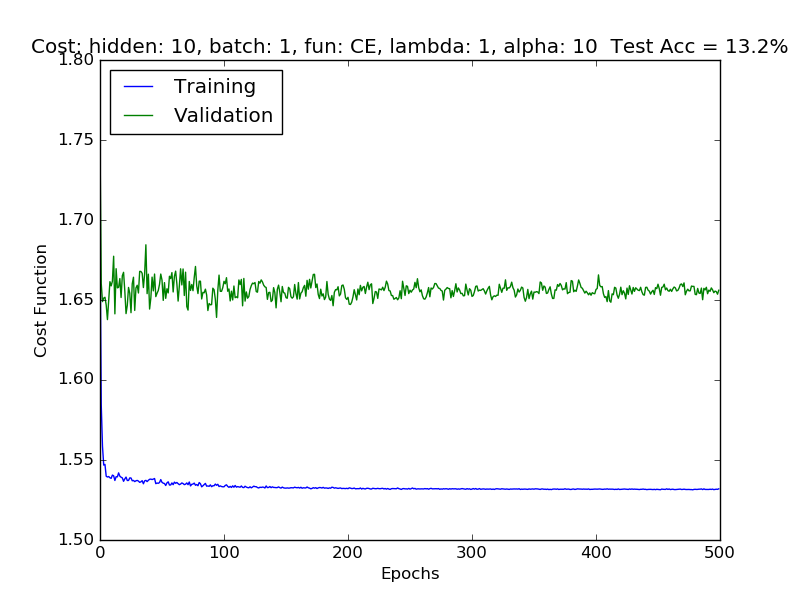 Cost: hidden: 10, batch: 1, fun: CE, lambda: 1, alpha: 10  Test Acc = 13.2%
1.80
Training
Validation
1.75
1.70
1.65
1.60
1.55
1.50
Cost Function
0 100 200 300 400 500
Epochs